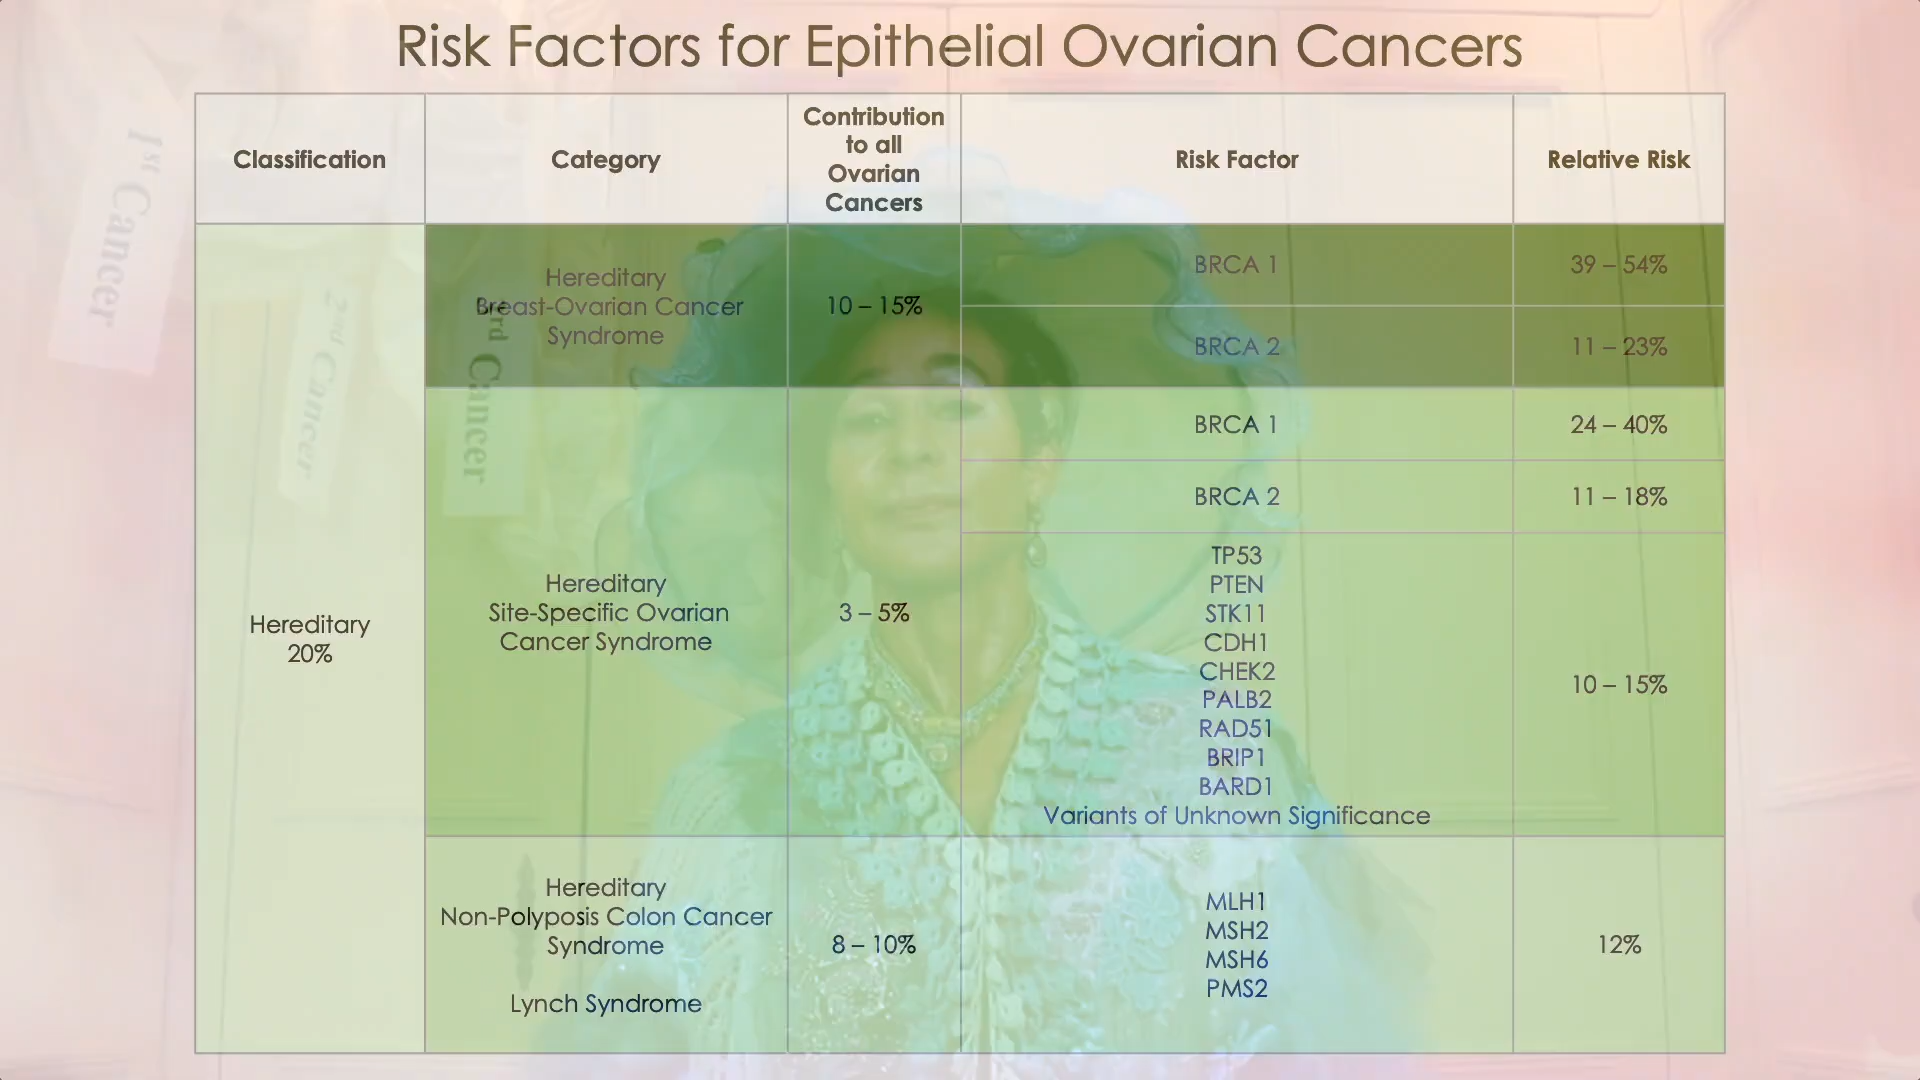 Risk Factors for Epithelial Ovarian Cancers
Classification
Category
Contribution
to all
Ovarian
Cancers
Risk Factor
Relative Risk
Hereditary
20%
Hereditary
Breast-Ovarian Cancer
Syndrome
10 – 15%
BRCA 1
39 – 54%
BRCA 2
11 – 23%
Hereditary
Site-Specific Ovarian
Cancer Syndrome
3 – 5%
BRCA 1
24 – 40%
BRCA 2
11 – 18%
TP53
PTEN
STK11
CDH1
CHEK2
PALB2
RAD51
BRIP1
BARD1
Variants of Unknown Significance
10 – 15%
Hereditary
Non-Polyposis Colon Cancer
Syndrome
Lynch Syndrome
8 – 10%
MLH1
MSH2
MSH6
PMS2
12%
1st Cancer
2nd Cancer
3rd Cancer